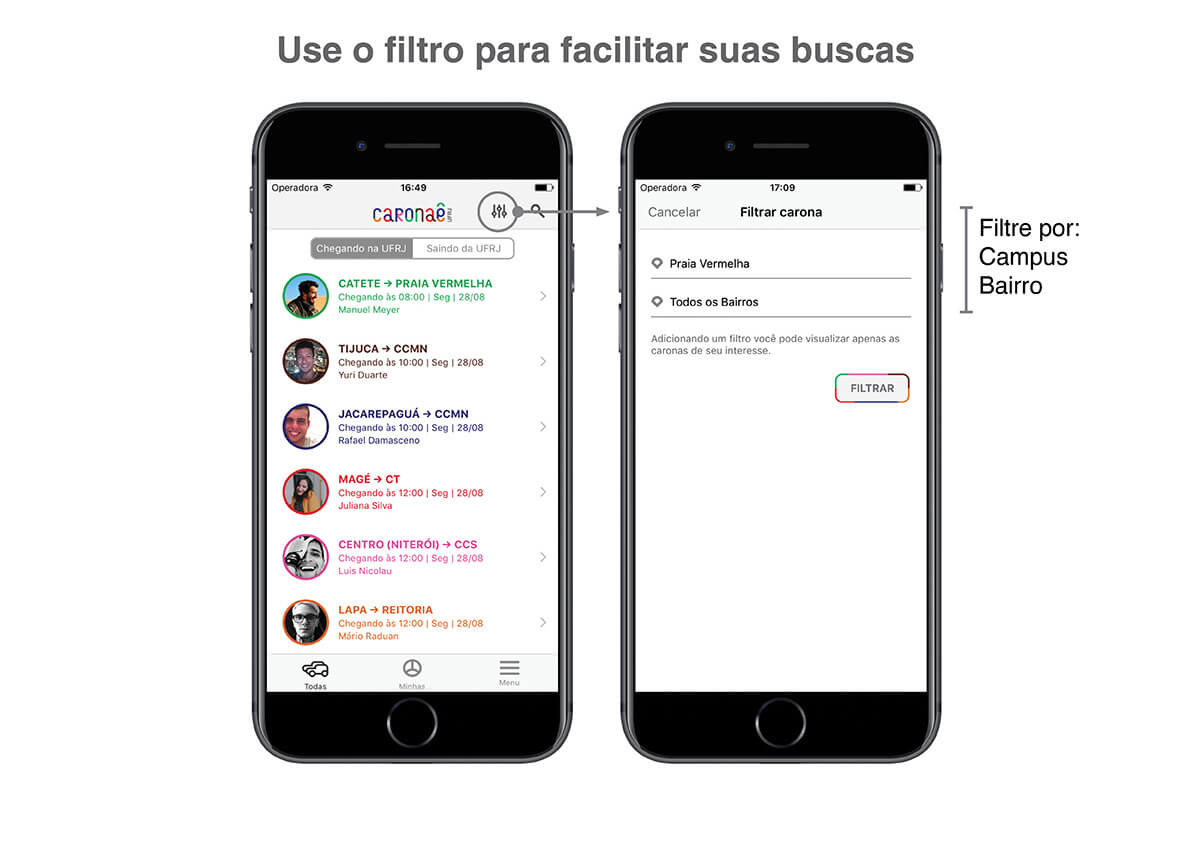 Use o filtro para facilitar suas buscas
Operadora
16:49
caronaê
UFRJ
Chegando na UFRJ
Saindo da UFRJ
CATETE → PRAIA VERMELHA
Chegando às 08:00 | Seg | 28/08
Manuel Meyer
TIJUCA → CCMN
Chegando às 10:00 | Seg | 28/08
Yuri Duarte
JACAREPAGUÁ → CCMN
Chegando às 10:00 | Seg | 28/08
Rafael Damasceno
MAGÉ → CT
Chegando às 12:00 | Seg | 28/08
Juliana Silva
CENTRO (NITERÓI) → CCS
Chegando às 12:00 | Seg | 28/08
Luis Nicolau
LAPA → REITORIA
Chegando às 12:00 | Seg | 28/08
Mário Raduan
Todas
Minhas
Menu
Operadora
17:09
Cancelar
Filtrar carona
Praia Vermelha
Todos os Bairros
Adicionando um filtro você pode visualizar apenas as
caronas de seu interesse.
FILTRAR
Filtre por:
Campus
Bairro